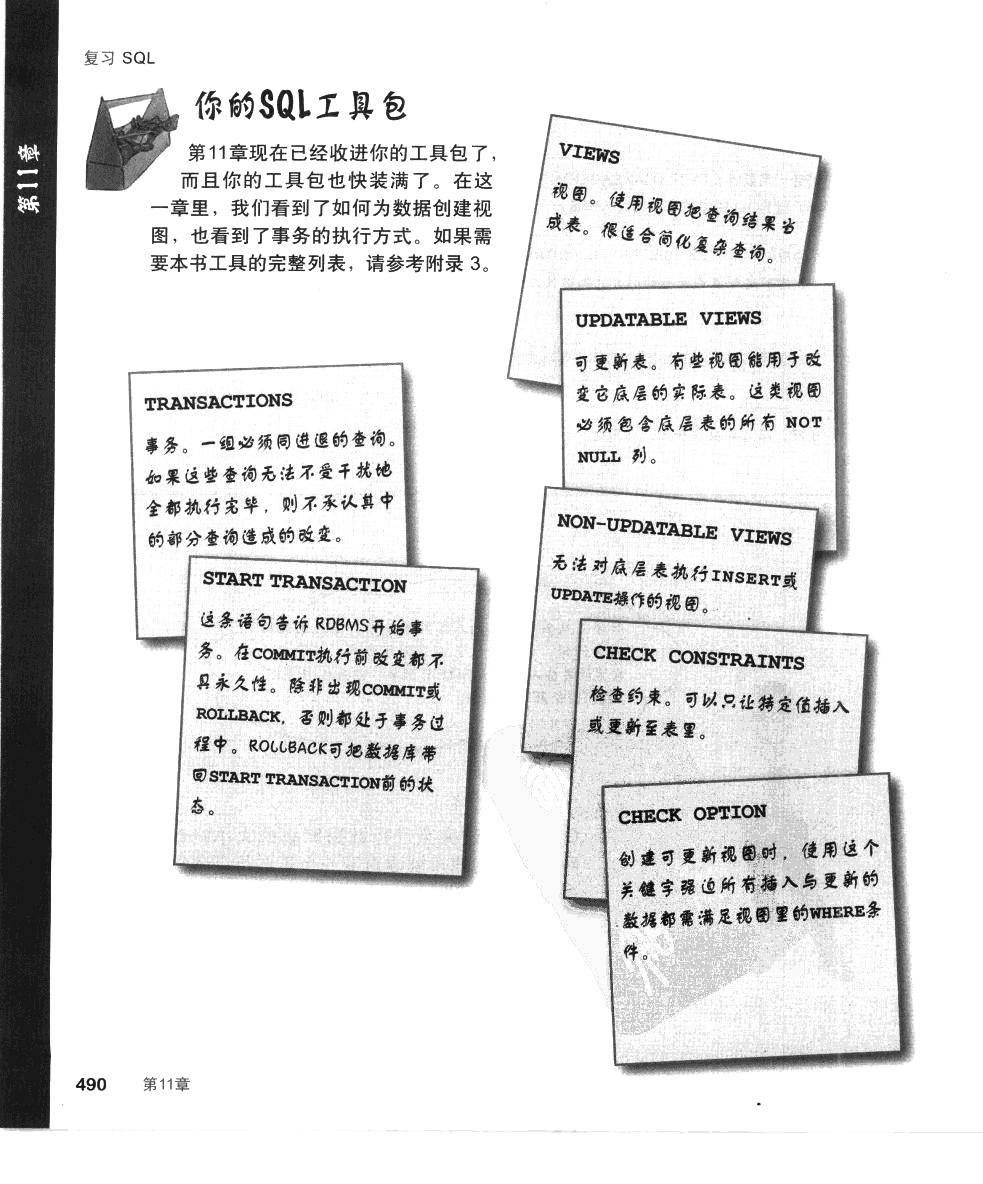 复习 SQL
第11章
你的SQL工具包
第11章现在已经收进你的工具包了，
而且你的工具包也快装满了。在这
一章里，我们看到了如何为数据创建视
图，也看到了事务的执行方式。如果需
要本书工具的完整列表，请参考附录 3。
VIEWS
视图。使用视图把查询结果当
成表。很适合简化复杂查询。
UPDATABLE VIEWS
可更新表。有些视图能用于改
变它底层的实际表。这类视图
必须包含底层表的所有 NOT
NULL 列。
NON-UPDATABLE VIEWS
无法对底层表执行INSERT或
UPDATE操作的视图。
CHECK CONSTRAINTS
检查约束。可以只让特定值插入
或更新至表里。
CHECK OPTION
创建可更新视图时，使用这个
关键字强迫所有插入与更新的
数据都需满足视图里的WHERE条
件。
TRANSACTIONS
事务。一组必须同进退的查询。
如果这些查询无法不受干扰地
全都执行完毕，则不承认其中
的部分查询造成的改变。
START TRANSACTION
这条语句告诉 RDBMS开始事
务。在COMMIT执行前改变都不
具永久性。除非出现COMMIT或
ROLLBACK，否则都处于事务过
程中。ROLLBACK可把数据库带
回START TRANSACTION前的状
态。
490 第11章